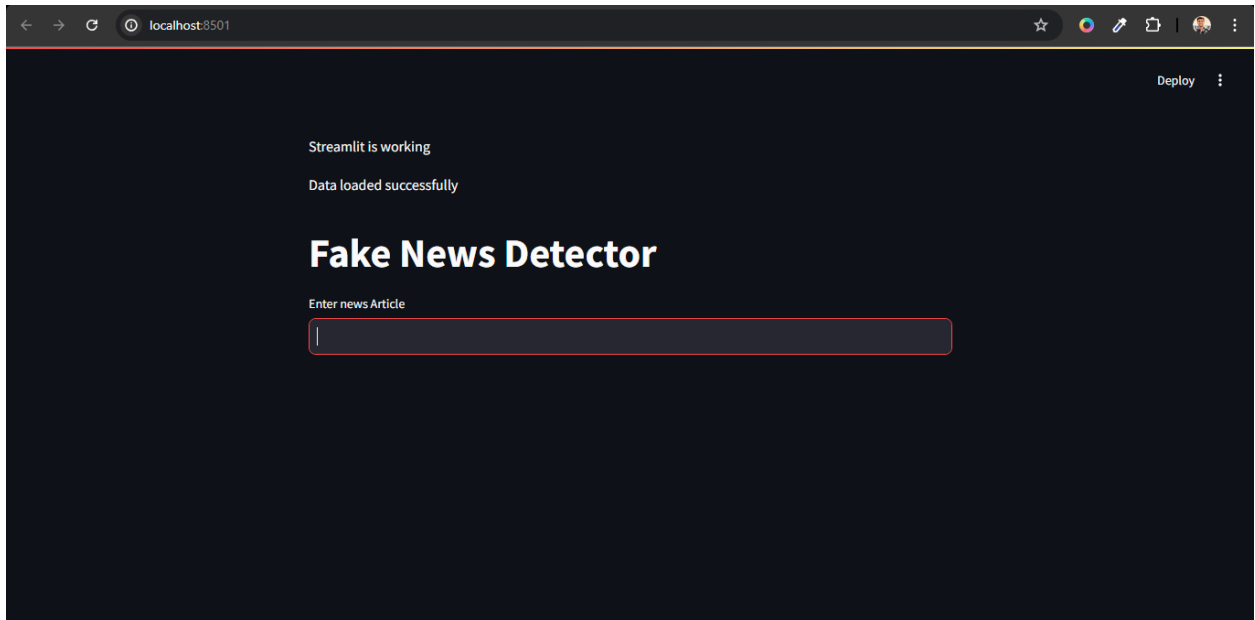 localhost:8501
Deploy
Streamlit is working
Data loaded successfully
Fake News Detector
Enter news Article